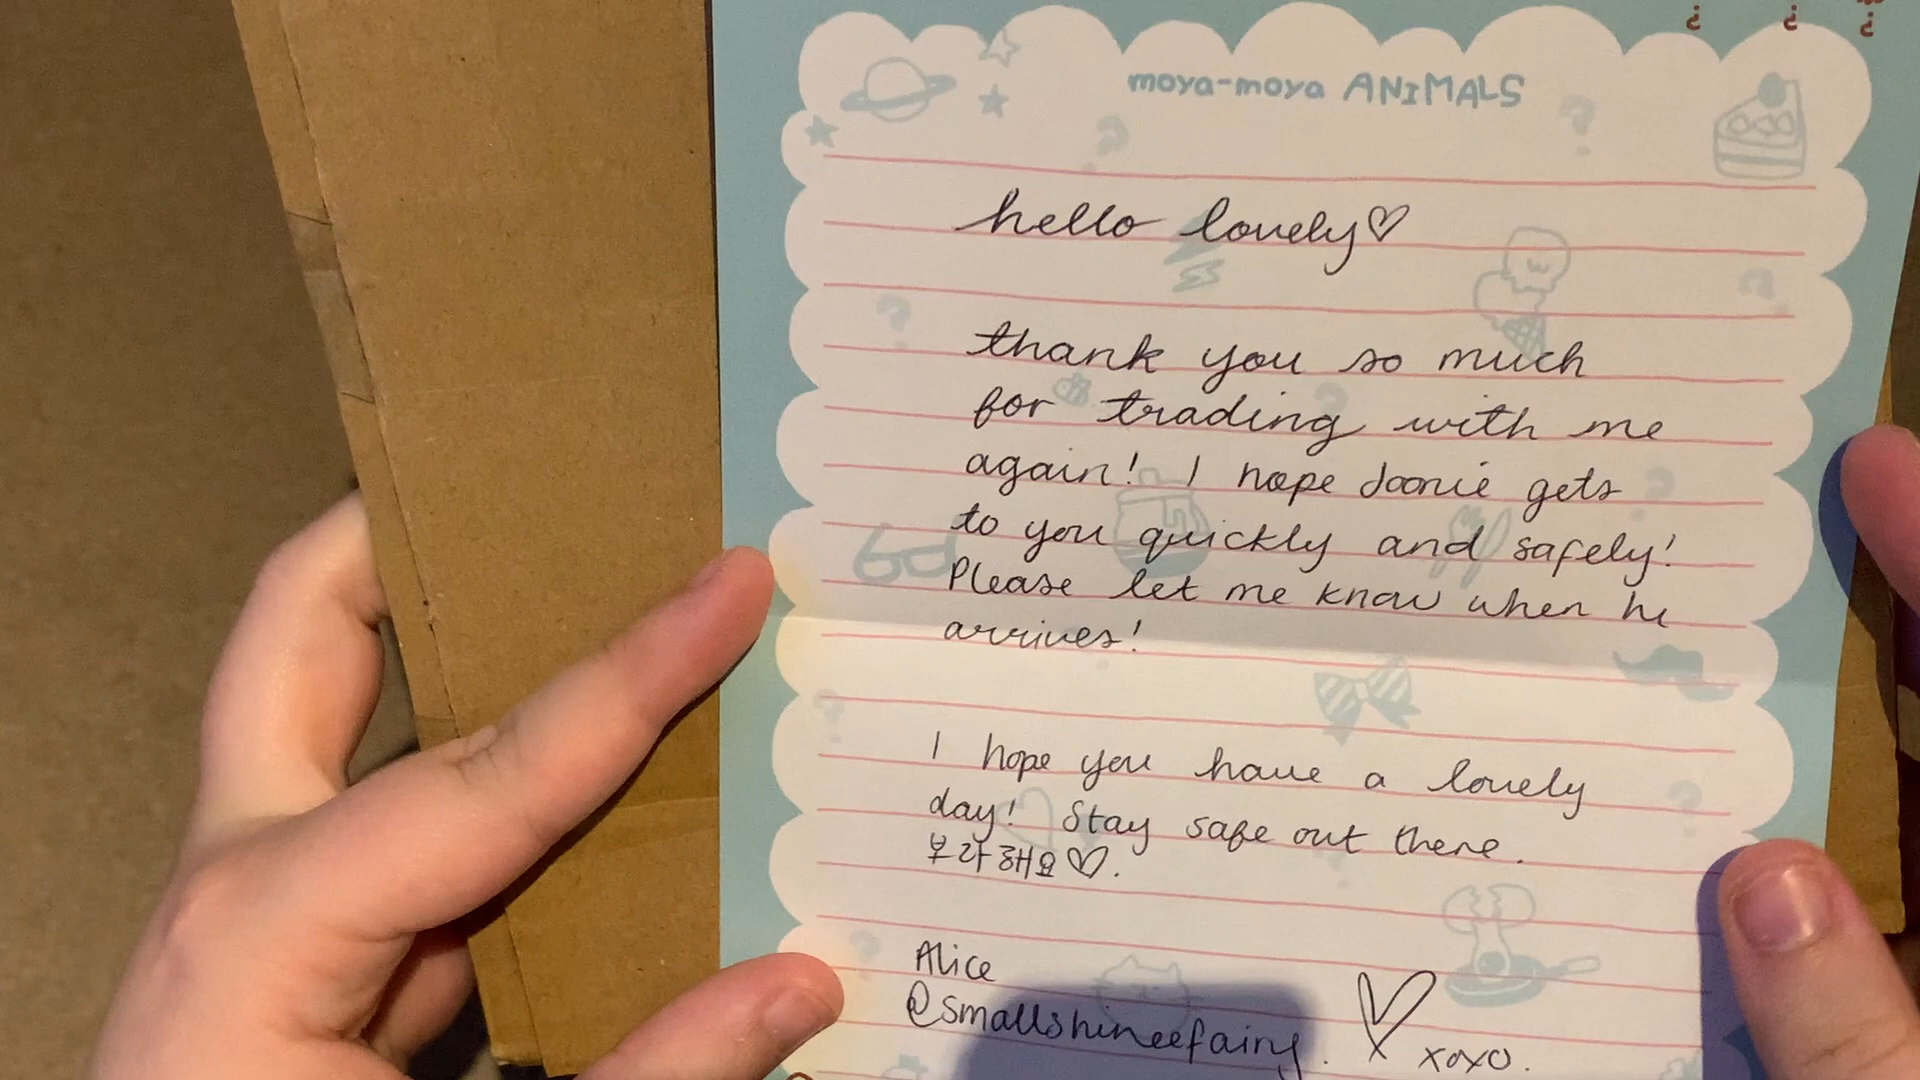 moya-moya ANIMALS
hello lovely♡
thank you so much
for trading with me
again! I hope Joonie gets
to you quickly and safely!
Please let me know when he
arrives!
I hope you have a lovely
day! Stay safe out there.
보라해요♡.
Alice
@smallshineefairy. ♡ xoxo.